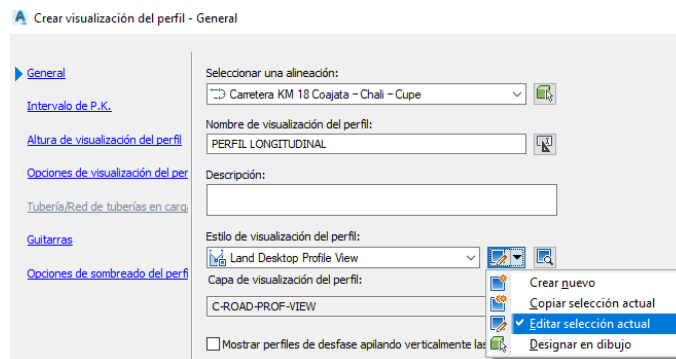 Crear visualización del perfil - General
General
Intervalo de P.K.
Altura de visualización del perfil
Opciones de visualización del per
Tubería/Red de tuberías en carga
Guitarras
Opciones de sombreado del perfi
Seleccionar una alineación:
Carretera KM 18 Coajata – Chali – Cupe
Nombre de visualización del perfil:
PERFIL LONGITUDINAL
Descripción:
Estilo de visualización del perfil:
Land Desktop Profile View
Capa de visualización del perfil:
C-ROAD-PROF-VIEW
Mostrar perfiles de desfase apilando verticalmente las
Crear nuevo
Copiar selección actual
Editar selección actual
Designar en dibujo